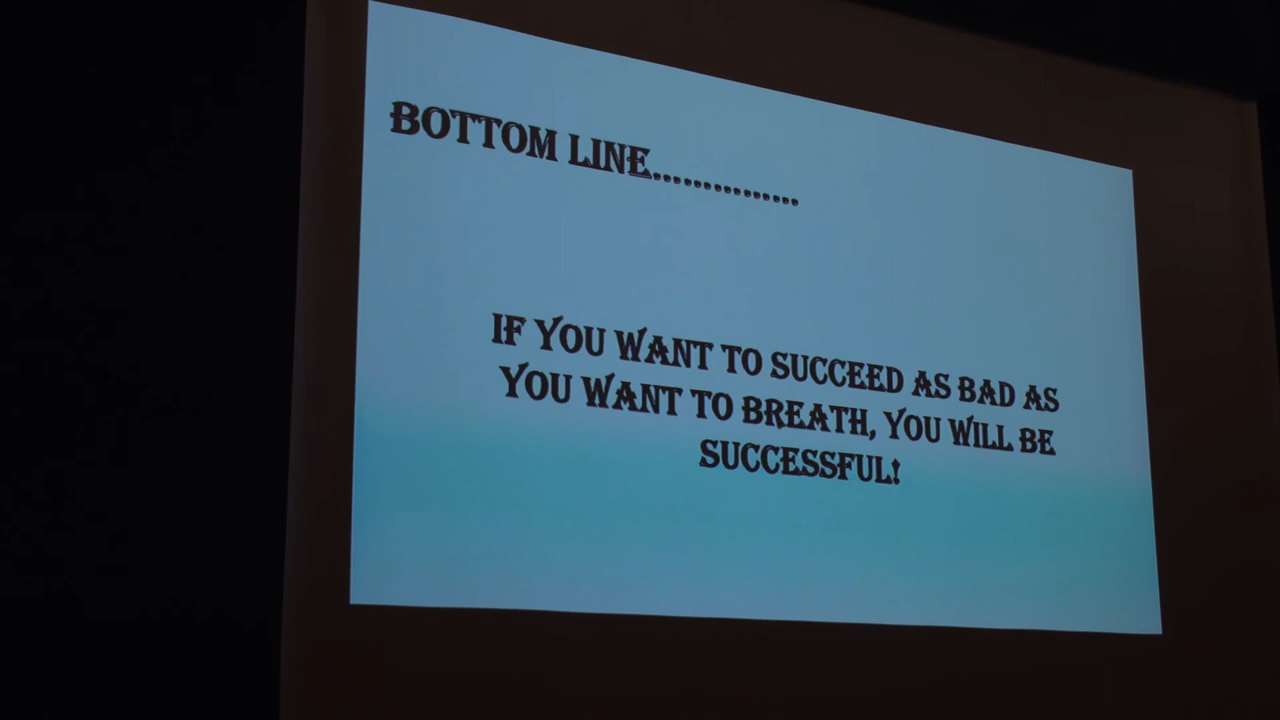 BOTTOM LINE...............
IF YOU WANT TO SUCCEED AS BAD AS
YOU WANT TO BREATH, YOU WILL BE
SUCCESSFUL!